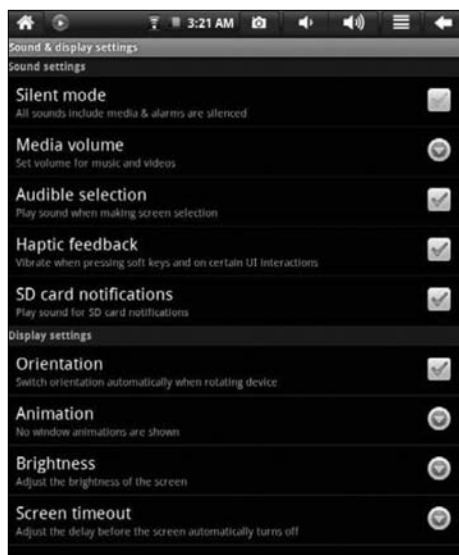 3:21 AM
Sound & display settings
Sound settings
Silent mode
All sounds include media & alarms are silenced
Media volume
Set volume for music and videos
Audible selection
Play sound when making screen selection
Haptic feedback
Vibrate when pressing soft keys and on certain UI interactions
SD card notifications
Play sound for SD card notifications
Display settings
Orientation
Switch orientation automatically when rotating device
Animation
No window animations are shown
Brightness
Adjust the brightness of the screen
Screen timeout
Adjust the delay before the screen automatically turns off